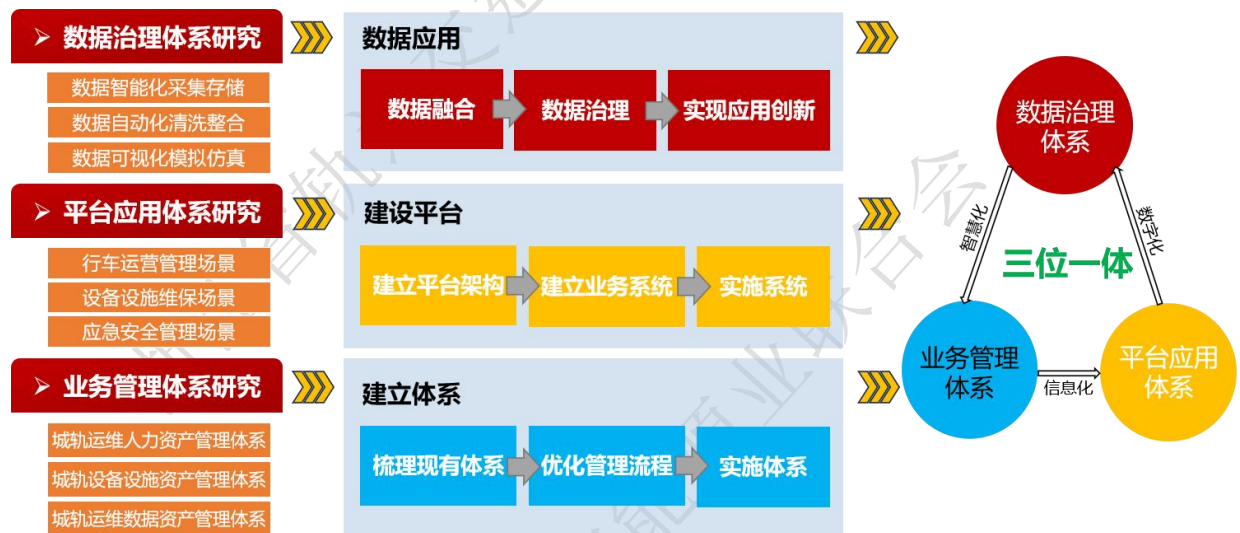 数据治理体系研究
数据智能化采集存储
数据自动化清洗整合
数据可视化模拟仿真
数据应用
数据融合
数据治理
实现应用创新
平台应用体系研究
行车运营管理场景
设备设施维保场景
应急安全管理场景
建设平台
建立平台架构
建立业务系统
实施系统
业务管理体系研究
城轨运维人力资产管理体系
城轨设备设施资产管理体系
城轨运维数据资产管理体系
建立体系
梳理现有体系
优化管理流程
实施体系
数据治理
体系
智慧化
数字化
三位一体
业务管理
体系
信息化
平台应用
体系